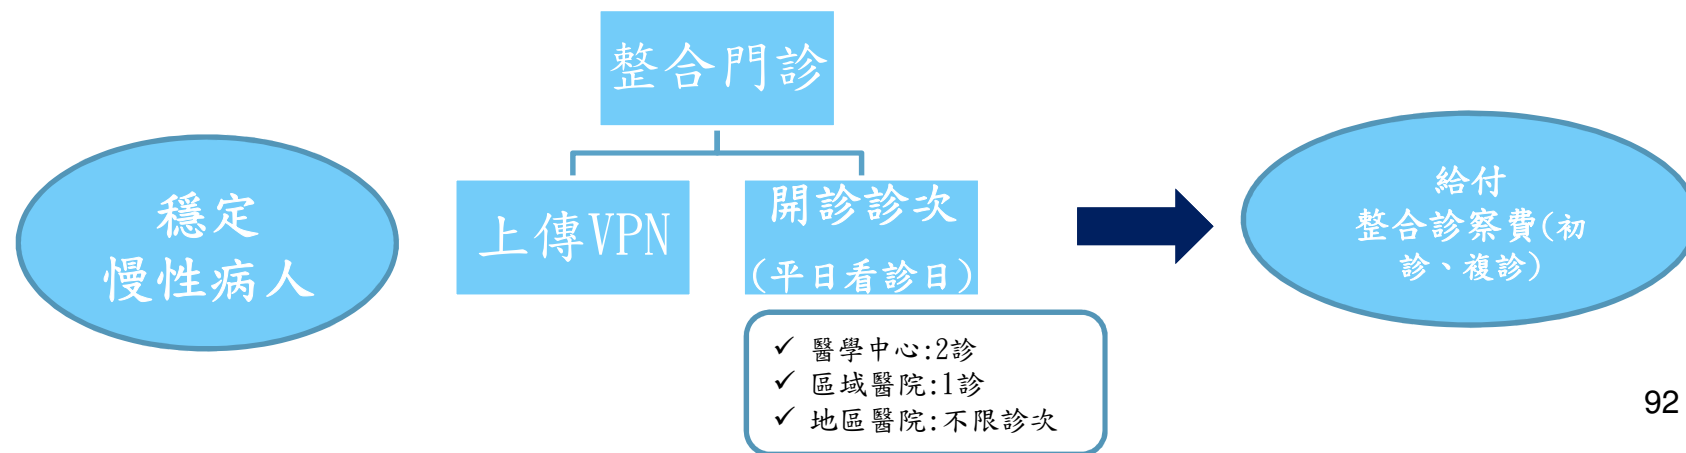 整合門診
穩定
慢性病人
上傳VPN
開診診次
(平日看診日)
✓ 醫學中心:2診
✓ 區域醫院:1診
✓ 地區醫院:不限診次
給付
整合診察費(初
診、複診)
92